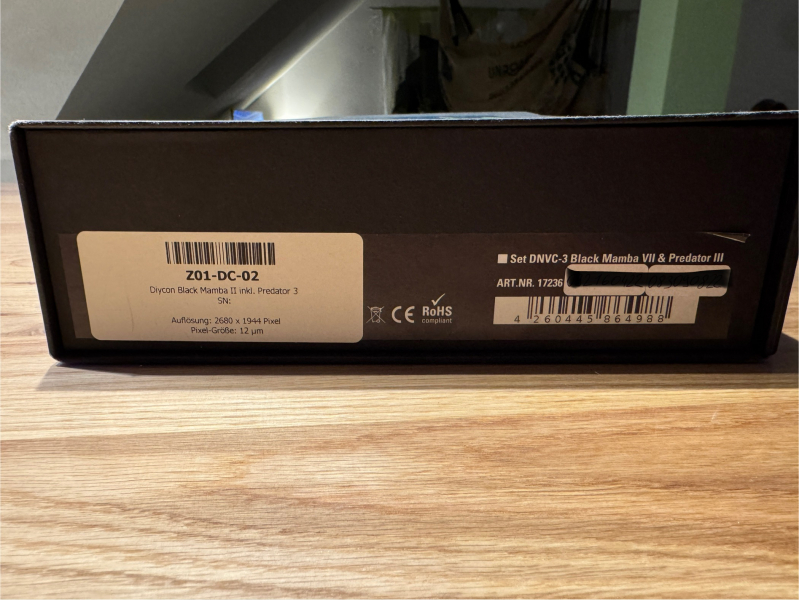 Z01-DC-02
Diycon Black Mamba II inkl. Predator 3
SN:
Auflösung: 2680 x 1944 Pixel
Pixel-Größe: 12 µm
CE
RoHS
compliant
Set DNVC-3 Black Mamba VII & Predator III
ART.NR. 17236
4 260445 864988